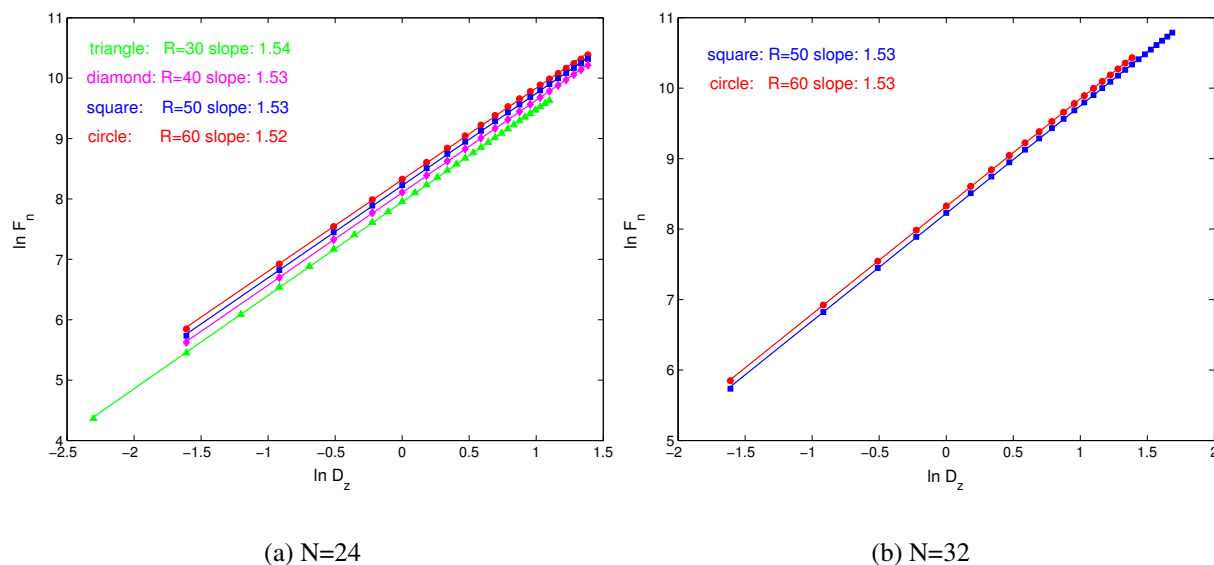 11
10
9
8
7
6
5
4
ln F_n
triangle: R=30 slope: 1.54
diamond: R=40 slope: 1.53
square: R=50 slope: 1.53
circle: R=60 slope: 1.52
−2.5 −2 −1.5 −1 −0.5 0 0.5 1 1.5
ln D_z
(a) N=24
11
10
9
8
7
6
5
ln F_n
square: R=50 slope: 1.53
circle: R=60 slope: 1.53
−2 −1.5 −1 −0.5 0 0.5 1 1.5 2
ln D_z
(b) N=32